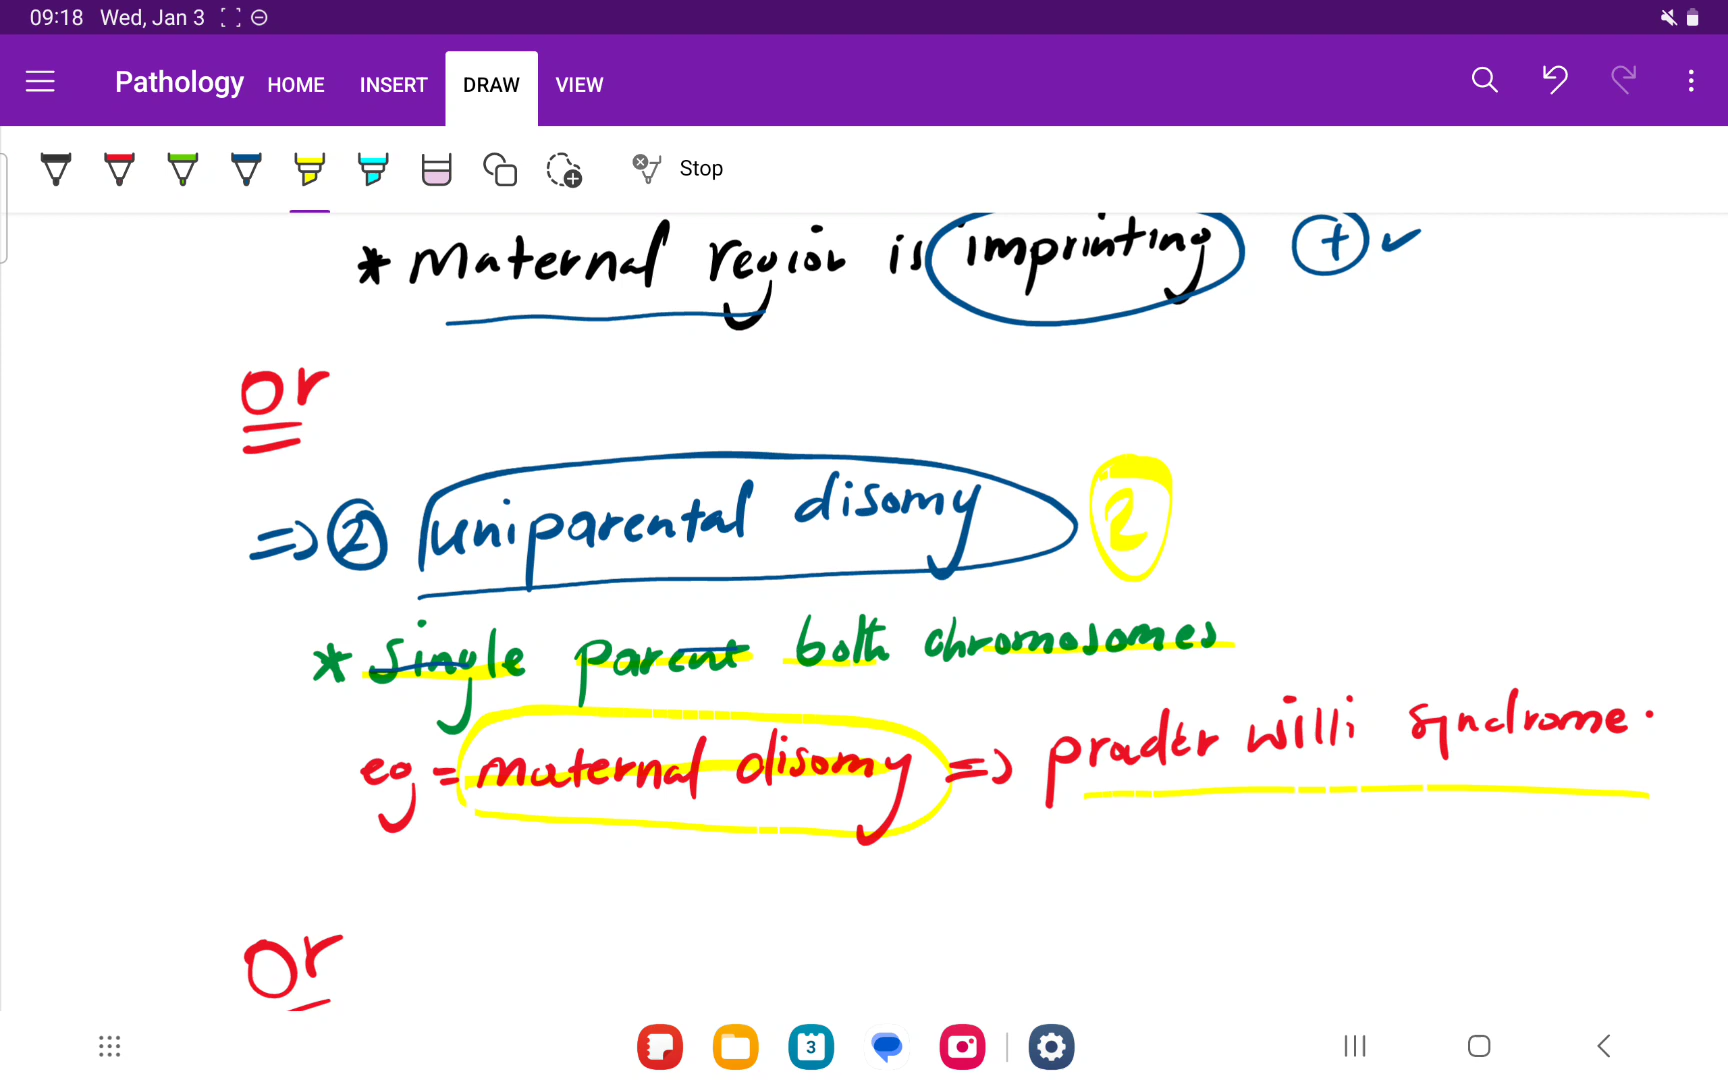 09:18 Wed, Jan 3
Pathology HOME INSERT DRAW VIEW
Stop
* Maternal region is imprinting +
or
=> 2 uniparental disomy 2
* Single parent both chromosomes
eg = maternal disomy => prader willi syndrome.
or
3